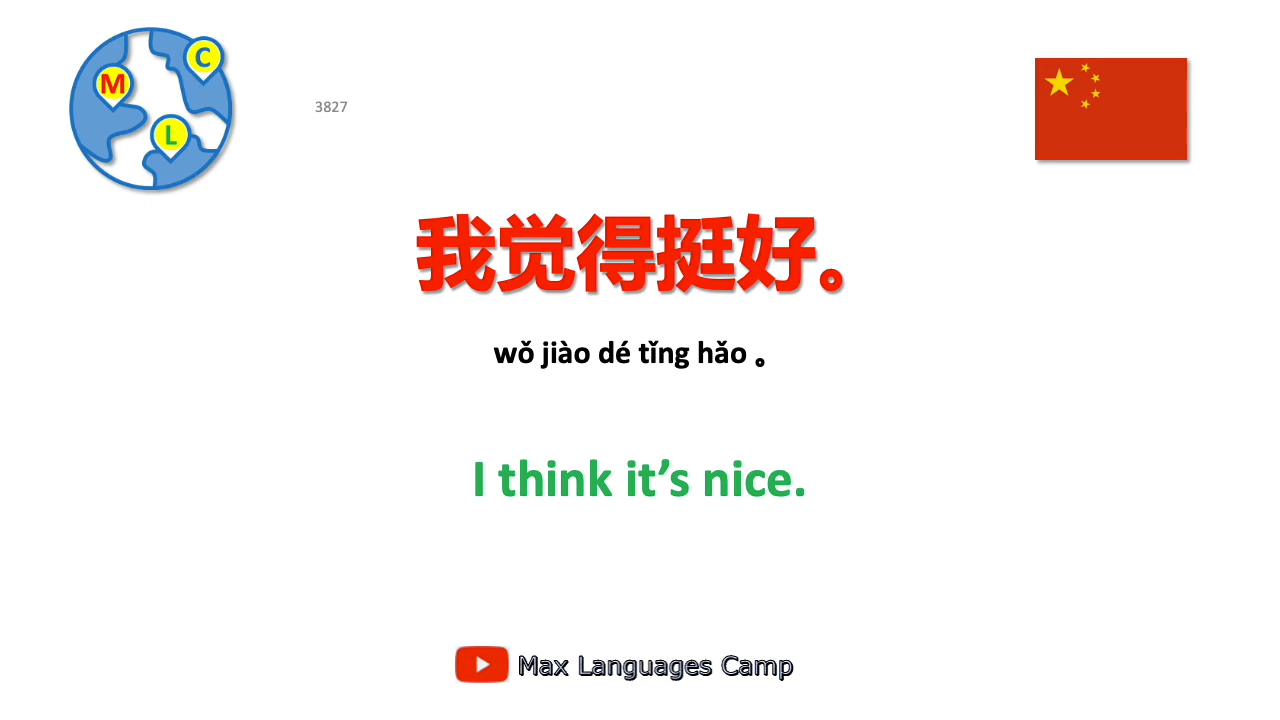 C
M
L
3827
我觉得挺好。
wǒ jiào dé tǐng hǎo 。
I think it’s nice.
Max Languages Camp